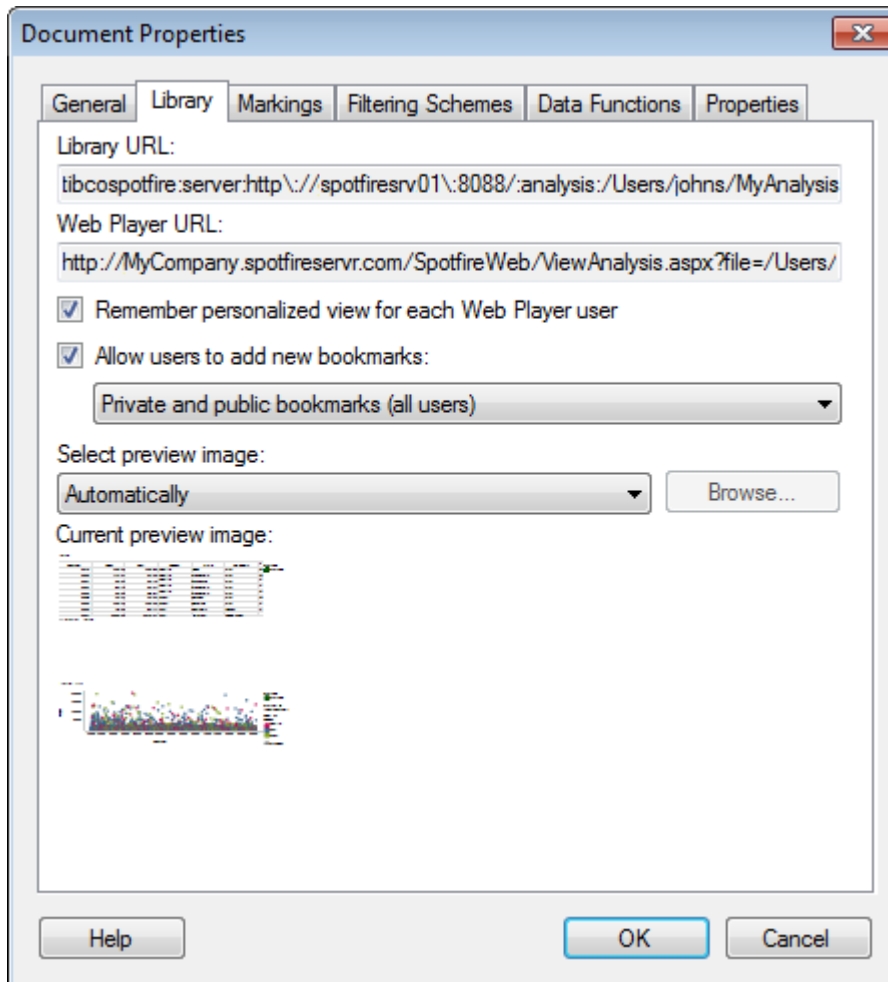 Document Properties
General Library Markings Filtering Schemes Data Functions Properties
Library URL:
tibcospotfire:server:http\://spotfiresrv01\:8088/:analysis:/Users/johns/MyAnalysis
Web Player URL:
http://MyCompany.spotfireservr.com/SpotfireWeb/ViewAnalysis.aspx?file=/Users/
Remember personalized view for each Web Player user
Allow users to add new bookmarks:
Private and public bookmarks (all users)
Select preview image:
Automatically Browse...
Current preview image:
Help OK Cancel